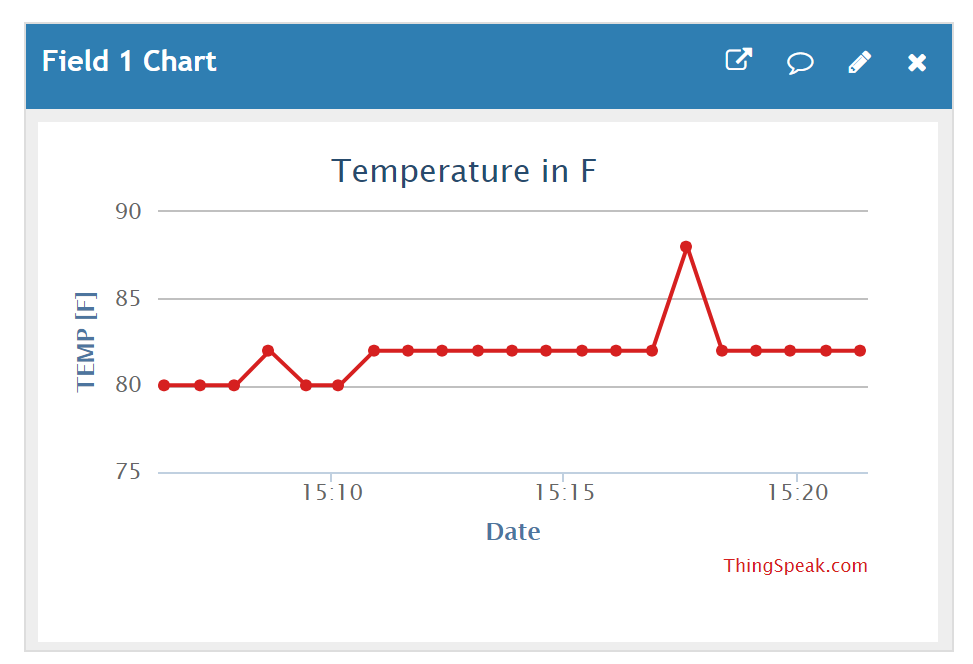 Field 1 Chart
Temperature in F
90
85
80
75
TEMP [F]
15:10 15:15 15:20
Date
ThingSpeak.com